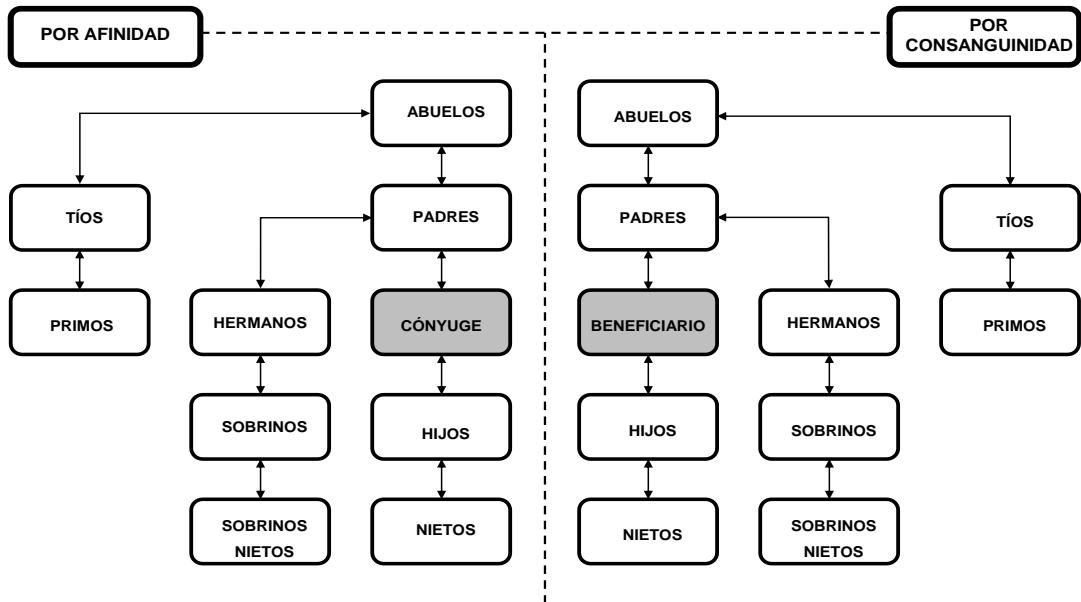 POR AFINIDAD
POR
CONSANGUINIDAD
ABUELOS
ABUELOS
TÍOS
PADRES
PADRES
TÍOS
PRIMOS
HERMANOS
CÓNYUGE
BENEFICIARIO
HERMANOS
PRIMOS
SOBRINOS
HIJOS
HIJOS
SOBRINOS
SOBRINOS
NIETOS
NIETOS
NIETOS
SOBRINOS
NIETOS